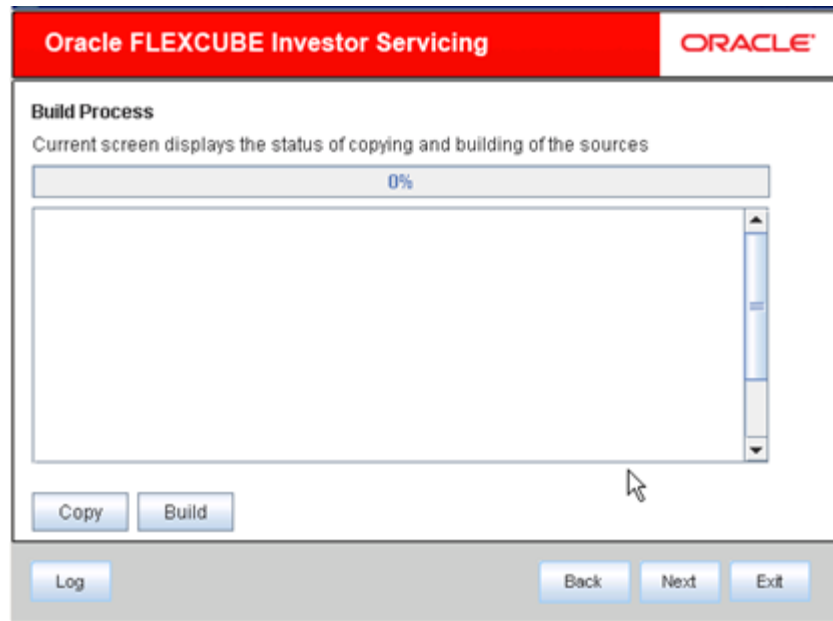 Oracle FLEXCUBE Investor Servicing
ORACLE
Build Process
Current screen displays the status of copying and building of the sources
0%
Copy Build
Log Back Next Exit